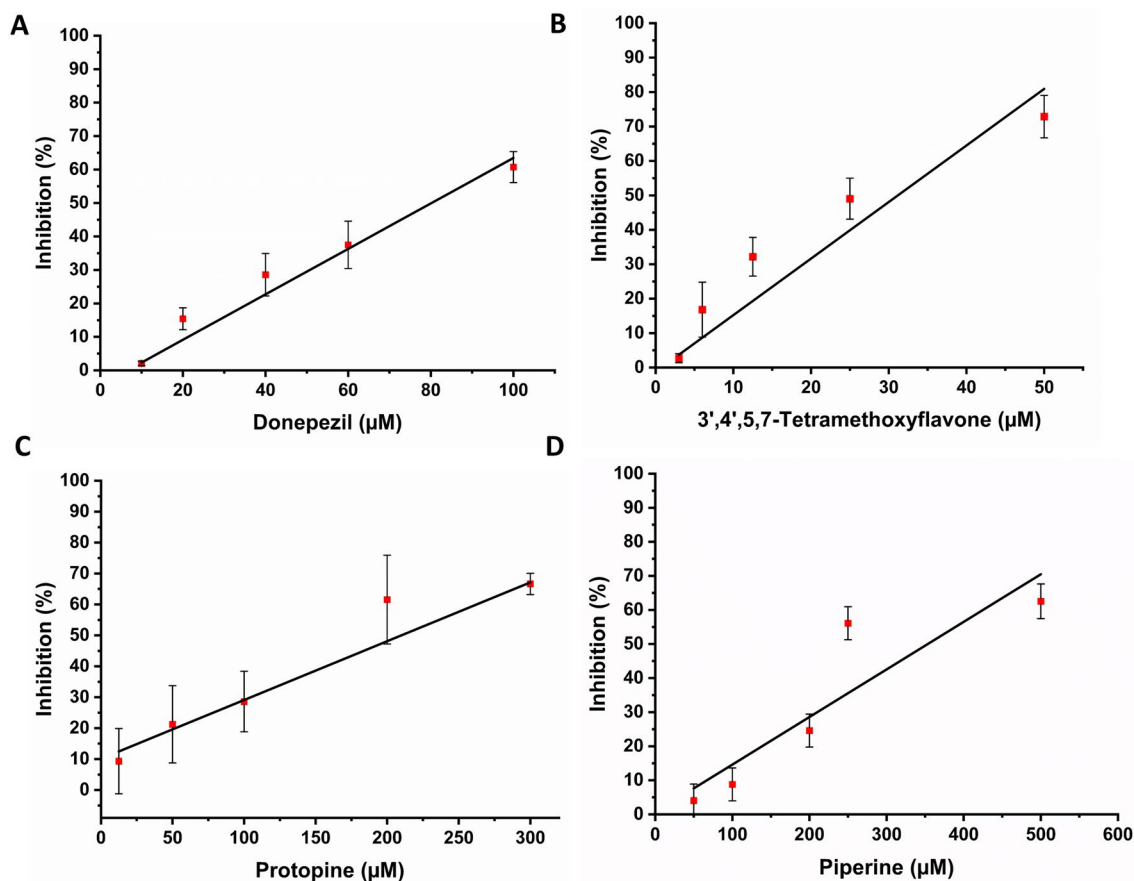 A
100
90
80
70
60
50
40
30
20
10
0
Inhibition (%)
0 20 40 60 80 100
Donepezil (µM)
B
100
90
80
70
60
50
40
30
20
10
0
Inhibition (%)
0 10 20 30 40 50
3',4',5,7-Tetramethoxyflavone (µM)
C
100
90
80
70
60
50
40
30
20
10
0
Inhibition (%)
50 100 150 200 250 300
Protopine (µM)
D
100
90
80
70
60
50
40
30
20
10
0
Inhibition (%)
0 100 200 300 400 500 600
Piperine (µM)